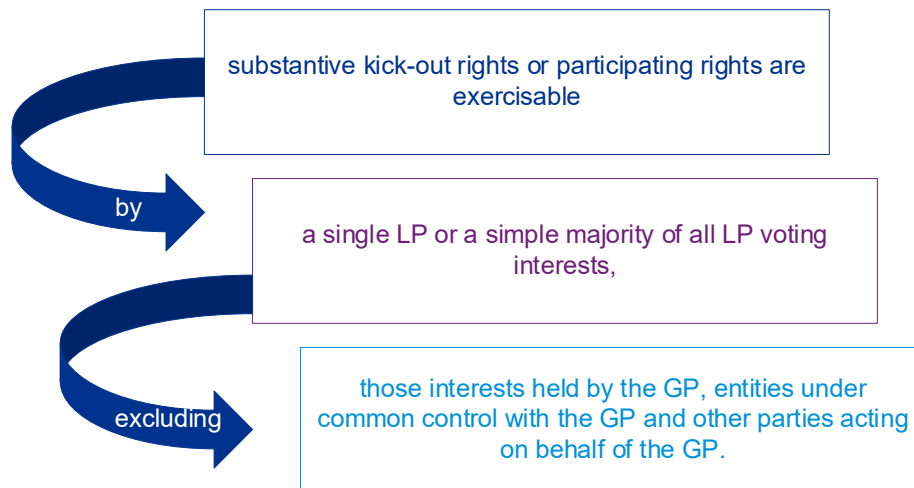 substantive kick-out rights or participating rights are
exercisable
by
a single LP or a simple majority of all LP voting
interests,
excluding
those interests held by the GP, entities under
common control with the GP and other parties acting
on behalf of the GP.